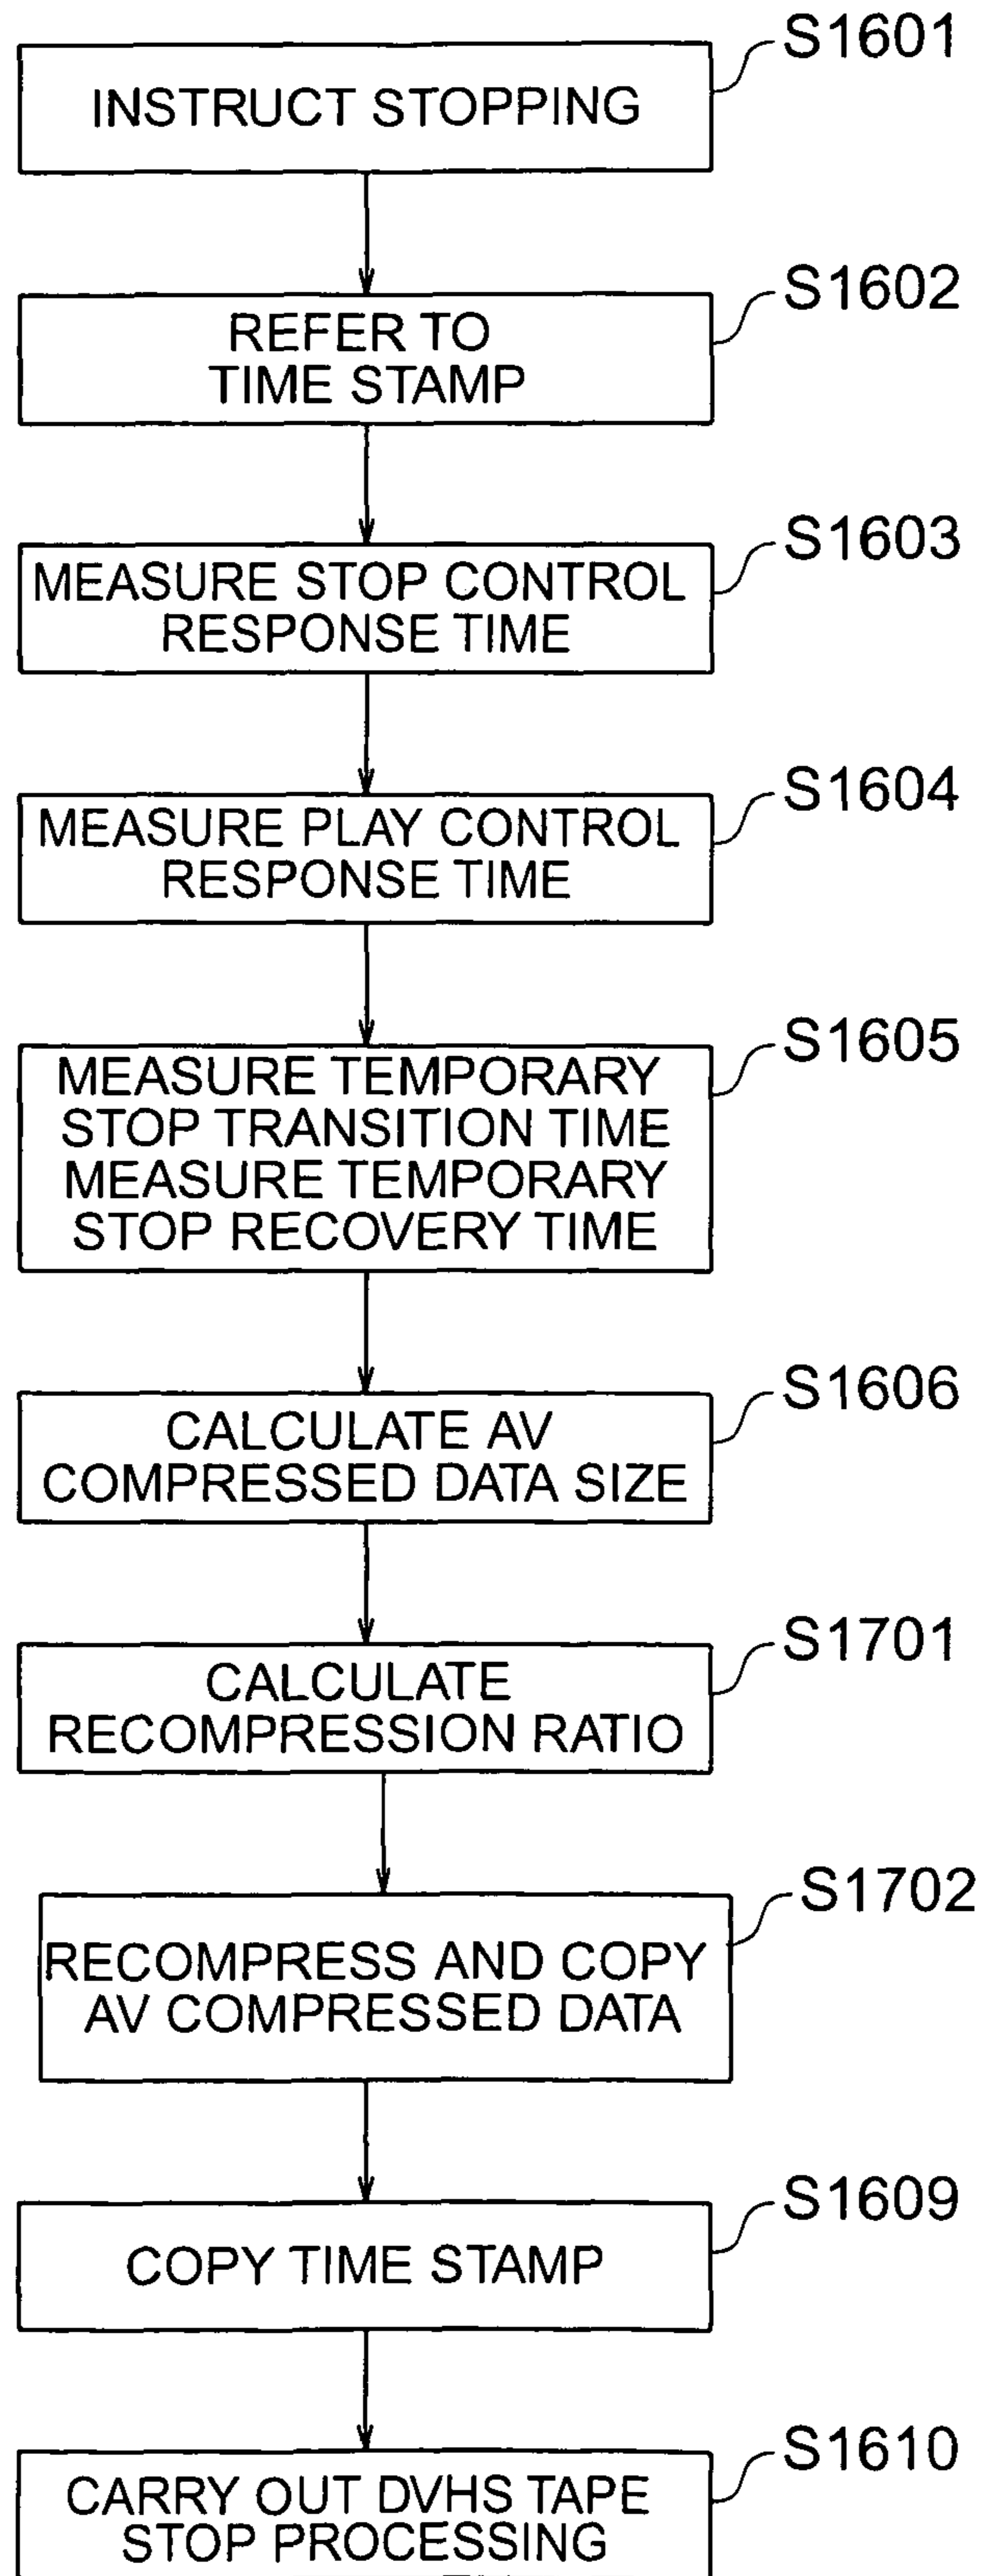 S1601
INSTRUCT STOPPING
S1602
REFER TO
TIME STAMP
S1603
MEASURE STOP CONTROL
RESPONSE TIME
S1604
MEASURE PLAY CONTROL
RESPONSE TIME
S1605
MEASURE TEMPORARY
STOP TRANSITION TIME
MEASURE TEMPORARY
STOP RECOVERY TIME
S1606
CALCULATE AV
COMPRESSED DATA SIZE
S1701
CALCULATE
RECOMPRESSION RATIO
S1702
RECOMPRESS AND COPY
AV COMPRESSED DATA
S1609
COPY TIME STAMP
S1610
CARRY OUT DVHS TAPE
STOP PROCESSING